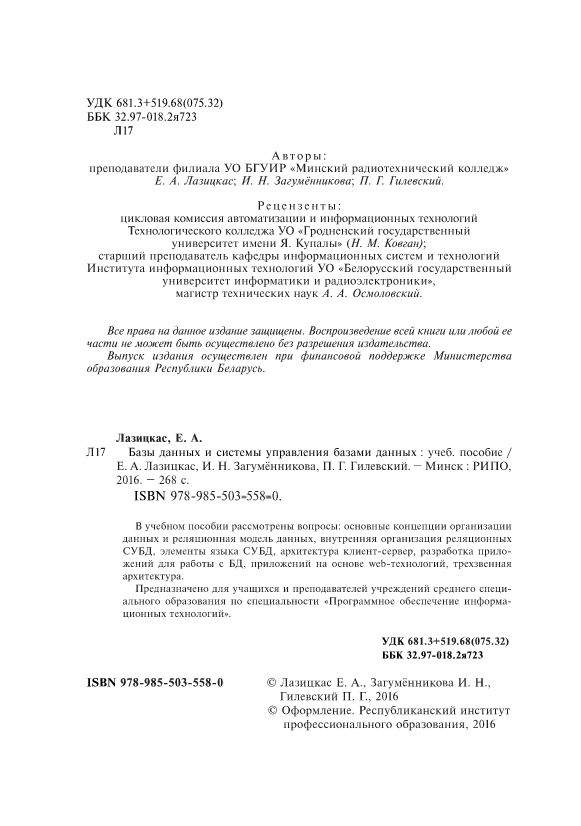 УДК 681.3+519.68(075.32)
ББК 32.97-018.2я723
Л17
Авторы:
преподаватели филиала УО БГУИР «Минский радиотехнический колледж»
Е. А. Лазицкас; И. Н. Загумённикова; П. Г. Гилевский.
Рецензенты:
цикловая комиссия автоматизации и информационных технологий
Технологического колледжа УО «Гродненский государственный
университет имени Я. Купалы» (Н. М. Ковган);
старший преподаватель кафедры информационных систем и технологий
Института информационных технологий УО «Белорусский государственный
университет информатики и радиоэлектроники»,
магистр технических наук А. А. Осмоловский.
Все права на данное издание защищены. Воспроизведение всей книги или любой ее
части не может быть осуществлено без разрешения издательства.
Выпуск издания осуществлен при финансовой поддержке Министерства
образования Республики Беларусь.
Лазицкас, Е. А.
Л17 Базы данных и системы управления базами данных : учеб. пособие /
Е. А. Лазицкас, И. Н. Загумённикова, П. Г. Гилевский. – Минск : РИПО,
2016. – 268 с.
ISBN 978-985-503-558-0.
В учебном пособии рассмотрены вопросы: основные концепции организации
данных и реляционная модель данных, внутренняя организация реляционных
СУБД, элементы языка СУБД, архитектура клиент-сервер, разработка прило-
жений для работы с БД, приложений на основе web-технологий, трехзвенная
архитектура.
Предназначено для учащихся и преподавателей учреждений среднего специ-
ального образования по специальности «Программное обеспечение информа-
ционных технологий».
УДК 681.3+519.68(075.32)
ББК 32.97-018.2я723
ISBN 978-985-503-558-0 © Лазицкас Е. А., Загумённикова И. Н.,
Гилевский П. Г., 2016
© Оформление. Республиканский институт
профессионального образования, 2016